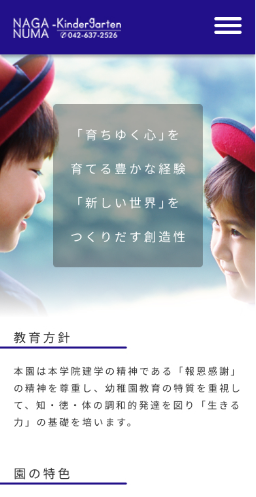 NAGA -Kindergarten
NUMA ✆042-637-2526
「育ちゆく心」を
育てる豊かな経験
「新しい世界」を
つくりだす創造性
教育方針
本園は本学院建学の精神である「報恩感謝」
の精神を尊重し、幼稚園教育の特質を重視し
て、知・徳・体の調和的発達を図り「生きる
力」の基礎を培います。
園の特色